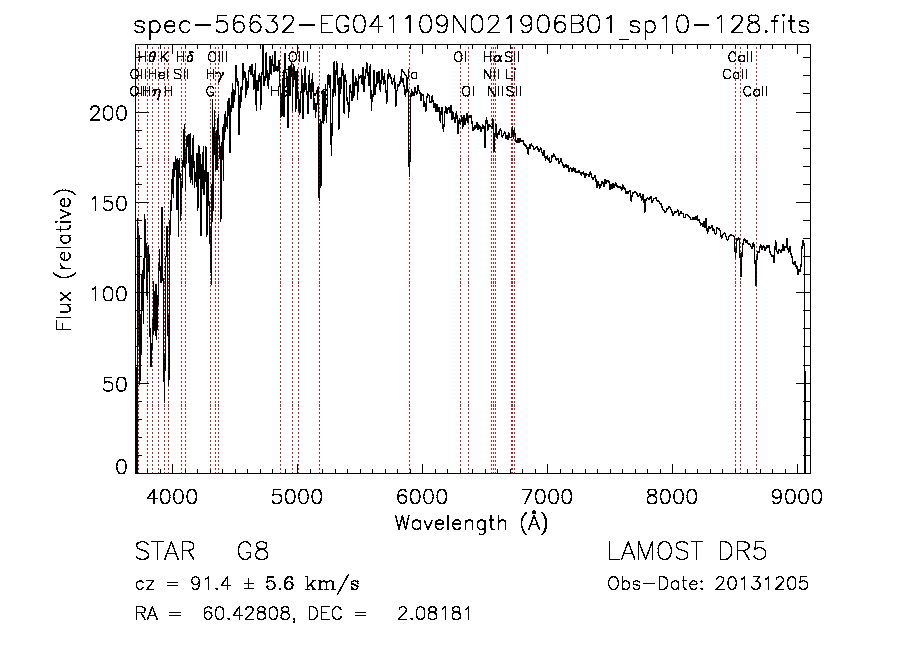 spec-56632-EG041109N021906B01_sp10-128.fits
Hθ K Hδ OIII OIII OI Hα SII CaII
OII HeI SII Hγ NII Li CaII
OII Hη H G Na OI NII SII CaII
200
150
100
50
0
Flux (relative)
4000 5000 6000 7000 8000 9000
Wavelength (Å)
STAR G8 LAMOST DR5
cz = 91.4 ± 5.6 km/s Obs-Date: 20131205
RA = 60.42808, DEC = 2.08181